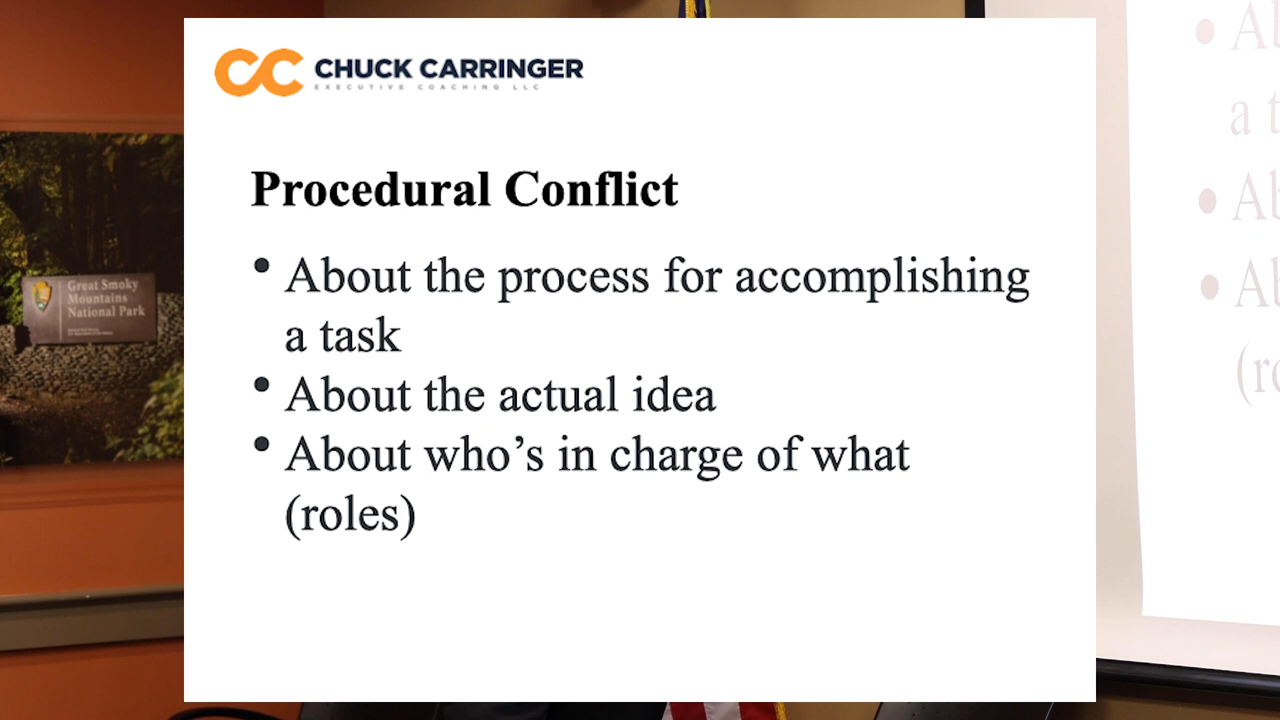 CHUCK CARRINGER
EXECUTIVE COACHING LLC
Procedural Conflict
• About the process for accomplishing
a task
• About the actual idea
• About who’s in charge of what
(roles)
Great Smoky
Mountains
National Park